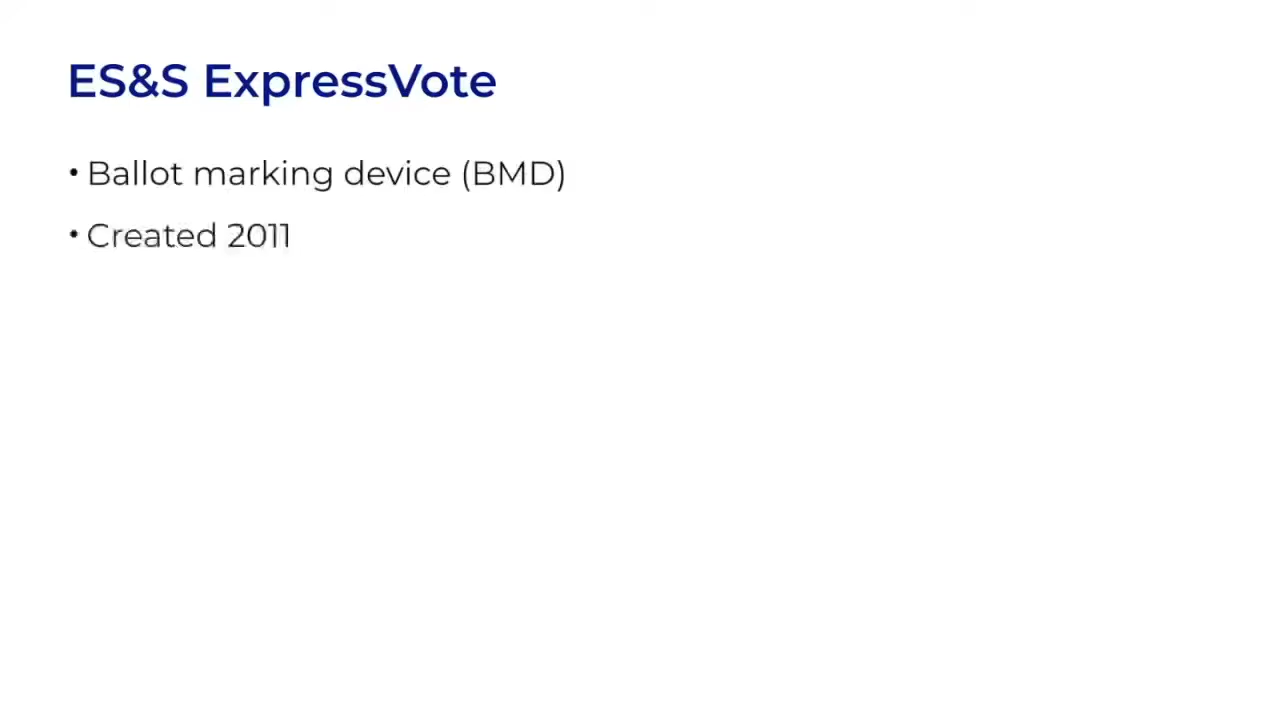 ES&S ExpressVote
• Ballot marking device (BMD)
• Created 2011